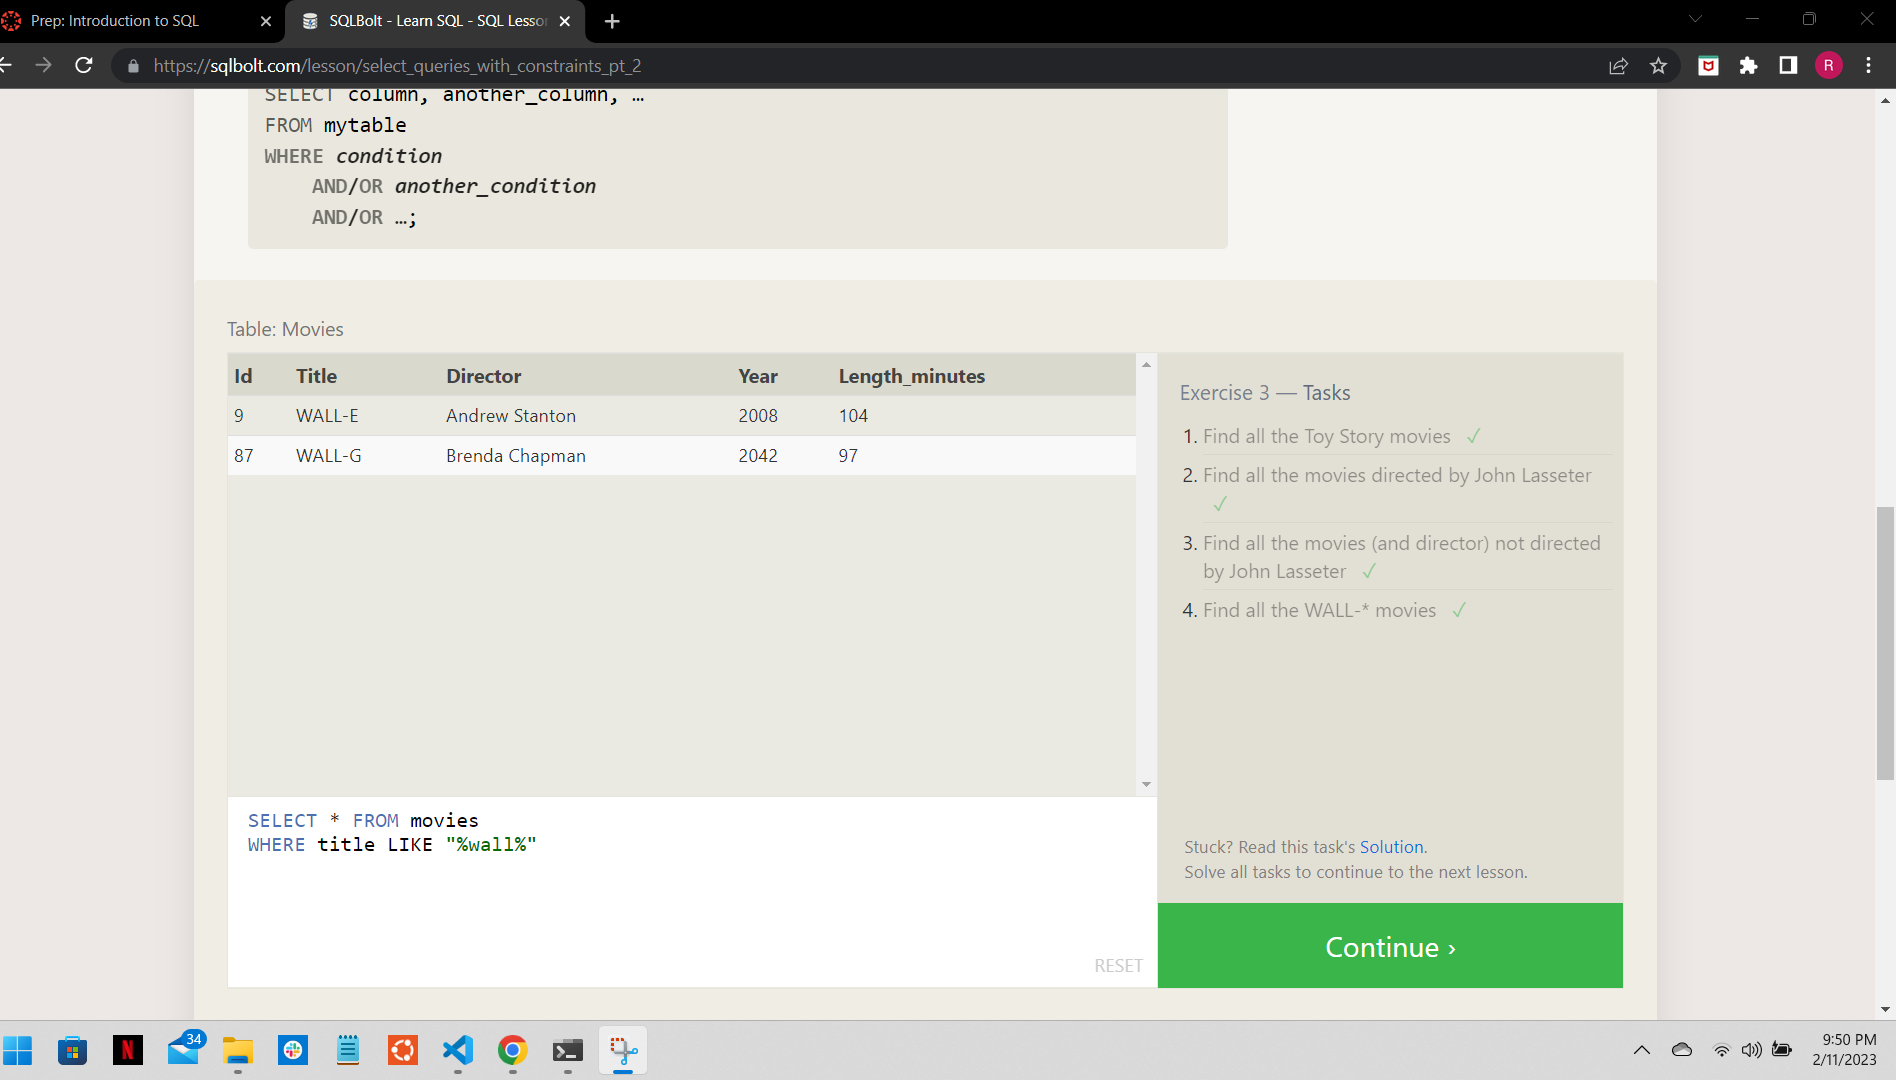 Prep: Introduction to SQL
SQLBolt - Learn SQL - SQL Lesso
https://sqlbolt.com/lesson/select_queries_with_constraints_pt_2
R
SELECT column, another_column, …
FROM mytable
WHERE condition
AND/OR another_condition
AND/OR …;
Table: Movies
Id Title Director Year Length_minutes
9 WALL-E Andrew Stanton 2008 104
87 WALL-G Brenda Chapman 2042 97
Exercise 3 — Tasks
1. Find all the Toy Story movies ✓
2. Find all the movies directed by John Lasseter
✓
3. Find all the movies (and director) not directed
by John Lasseter ✓
4. Find all the WALL-* movies ✓
SELECT * FROM movies
WHERE title LIKE "%wall%"
RESET
Stuck? Read this task's Solution.
Solve all tasks to continue to the next lesson.
Continue ›
N
34
9:50 PM
2/11/2023